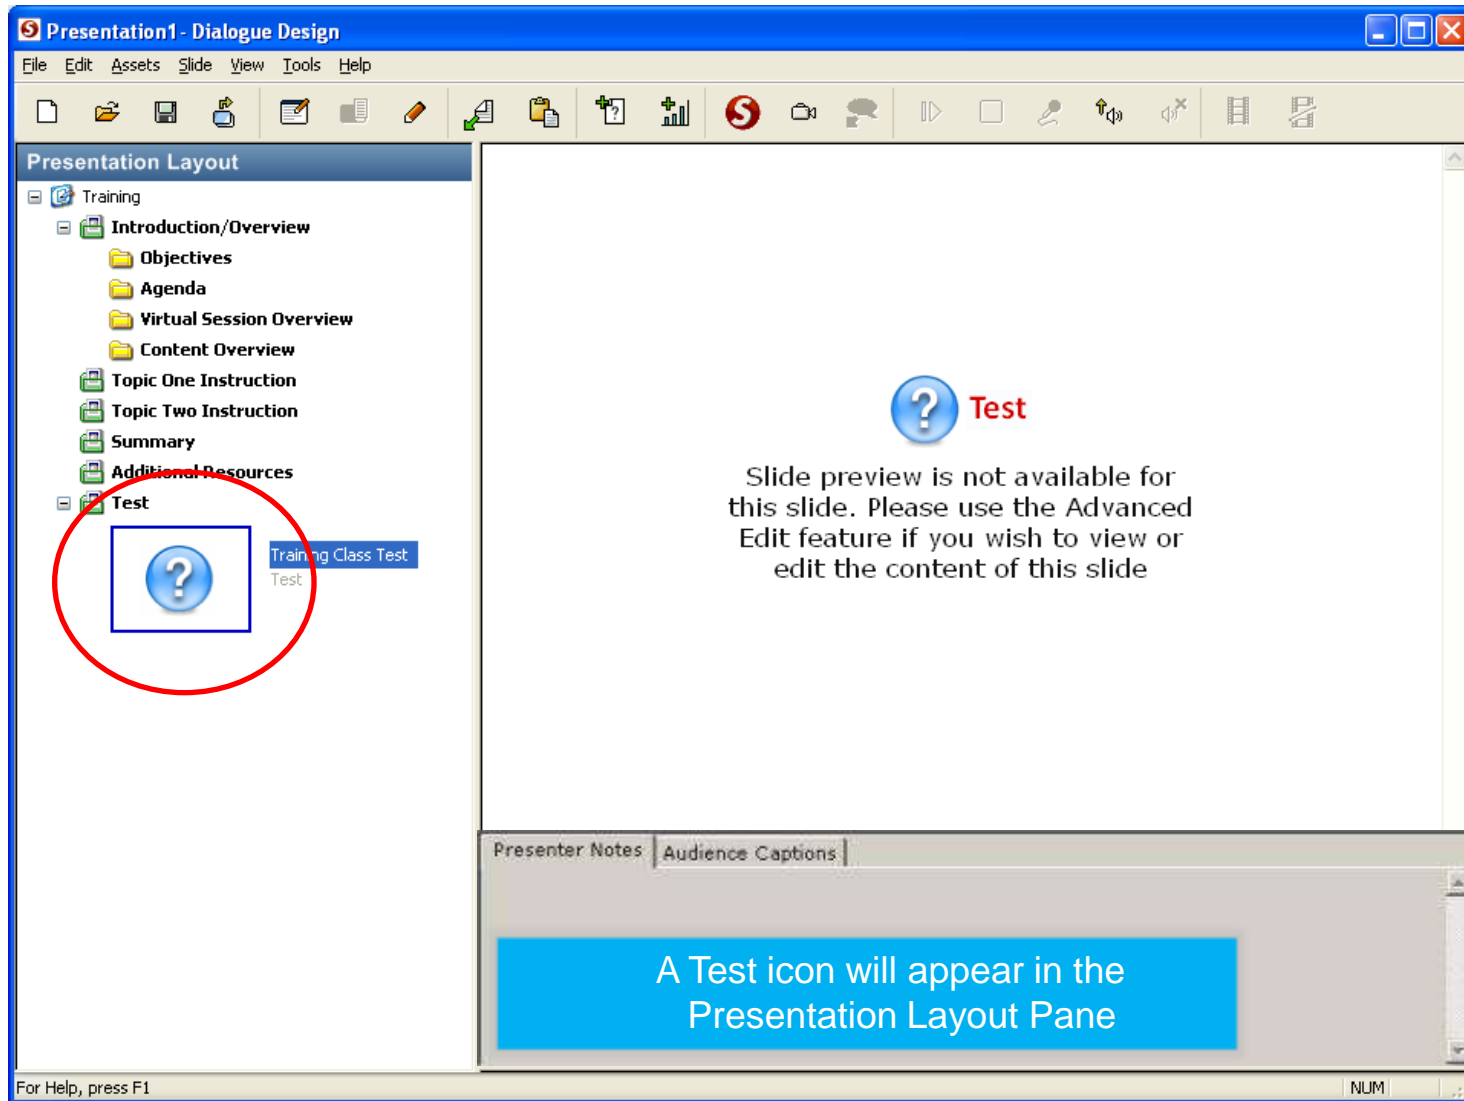 Presentation1 - Dialogue Design
File Edit Assets Slide View Tools Help
Presentation Layout
Training
Introduction/Overview
Objectives
Agenda
Virtual Session Overview
Content Overview
Topic One Instruction
Topic Two Instruction
Summary
Additional Resources
Test
Training Class Test
Test
Test
Slide preview is not available for
this slide. Please use the Advanced
Edit feature if you wish to view or
edit the content of this slide
Presenter Notes Audience Captions
A Test icon will appear in the
Presentation Layout Pane
For Help, press F1 NUM